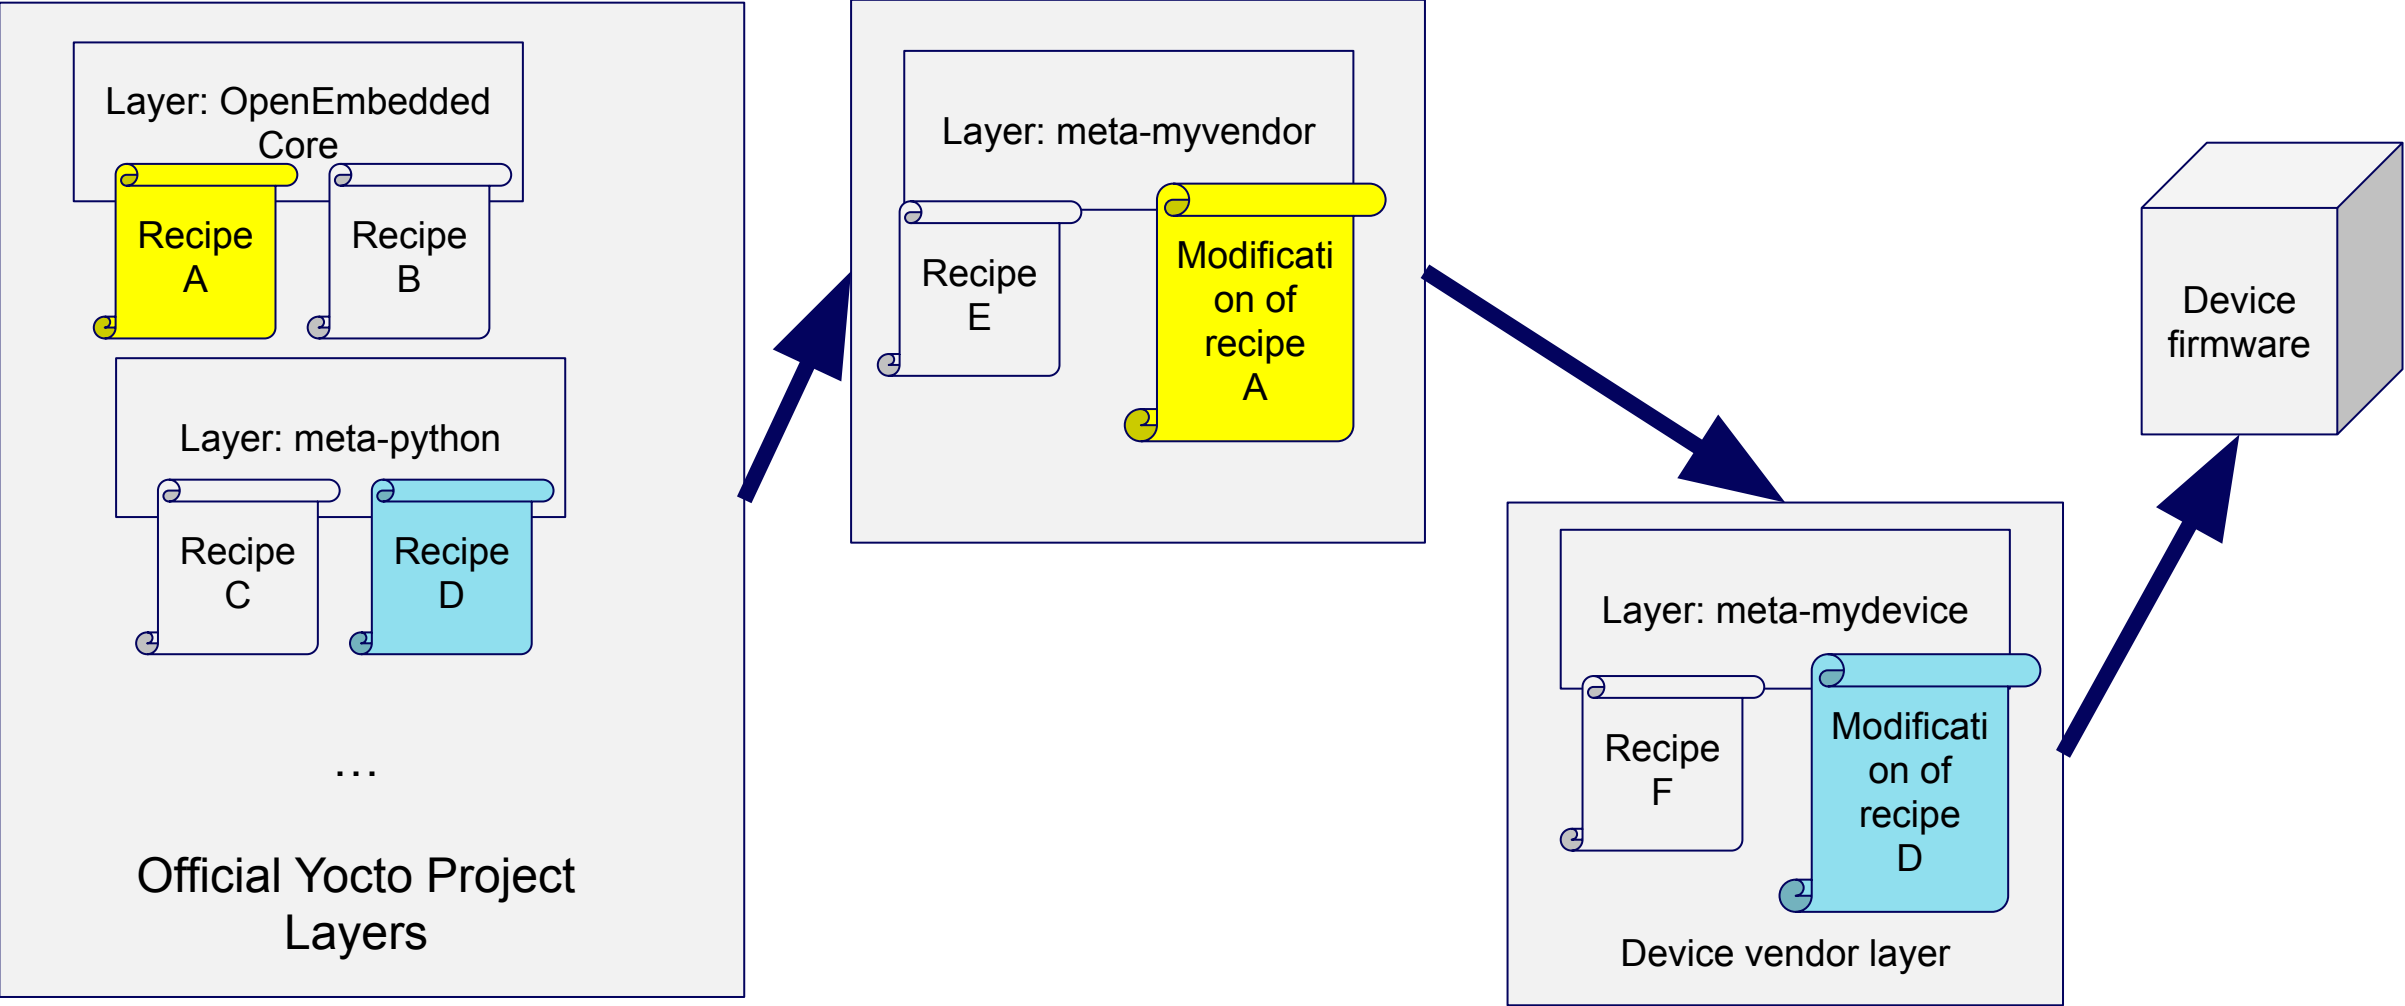 Layer: OpenEmbedded
Core
Recipe
A
Recipe
B
Layer: meta-python
Recipe
C
Recipe
D
…
Official Yocto Project
Layers
Layer: meta-myvendor
Recipe
E
Modificati
on of
recipe
A
Layer: meta-mydevice
Recipe
F
Modificati
on of
recipe
D
Device vendor layer
Device
firmware